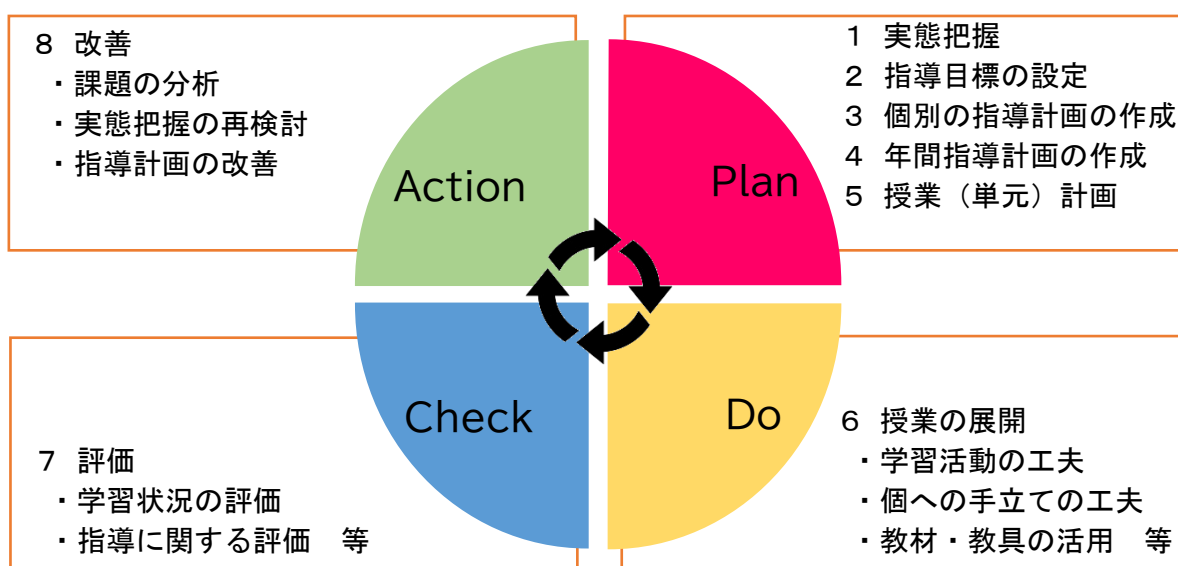 8 改善
・課題の分析
・実態把握の再検討
・指導計画の改善
Action
1 実態把握
2 指導目標の設定
3 個別の指導計画の作成
4 年間指導計画の作成
5 授業（単元）計画
Plan
7 評価
・学習状況の評価
・指導に関する評価　等
Check
6 授業の展開
・学習活動の工夫
・個への手立ての工夫
・教材・教具の活用　等
Do